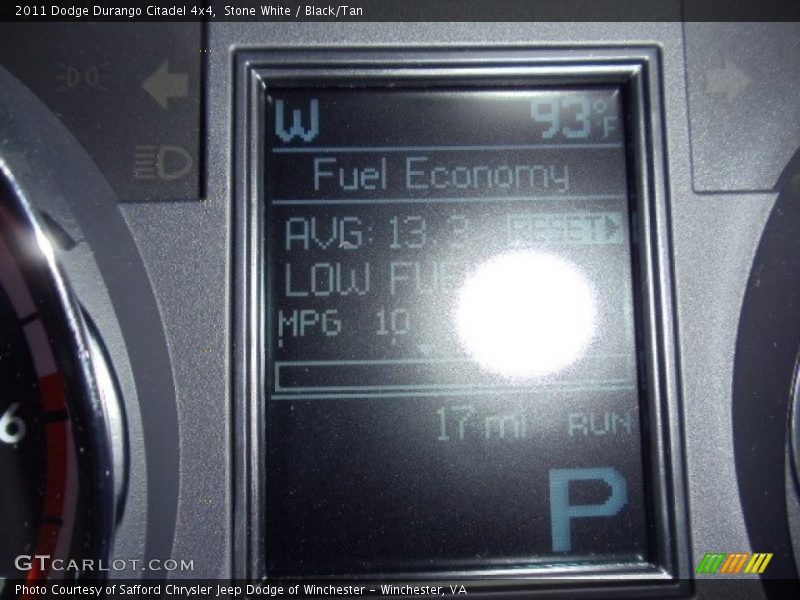 2011 Dodge Durango Citadel 4x4, Stone White / Black/Tan
W 93°F
Fuel Economy
AVG: 13.3 RESET
LOW
MPG 10
17 mi RUN
P
6
GTCARLOT.COM
Photo Courtesy of Safford Chrysler Jeep Dodge of Winchester - Winchester, VA